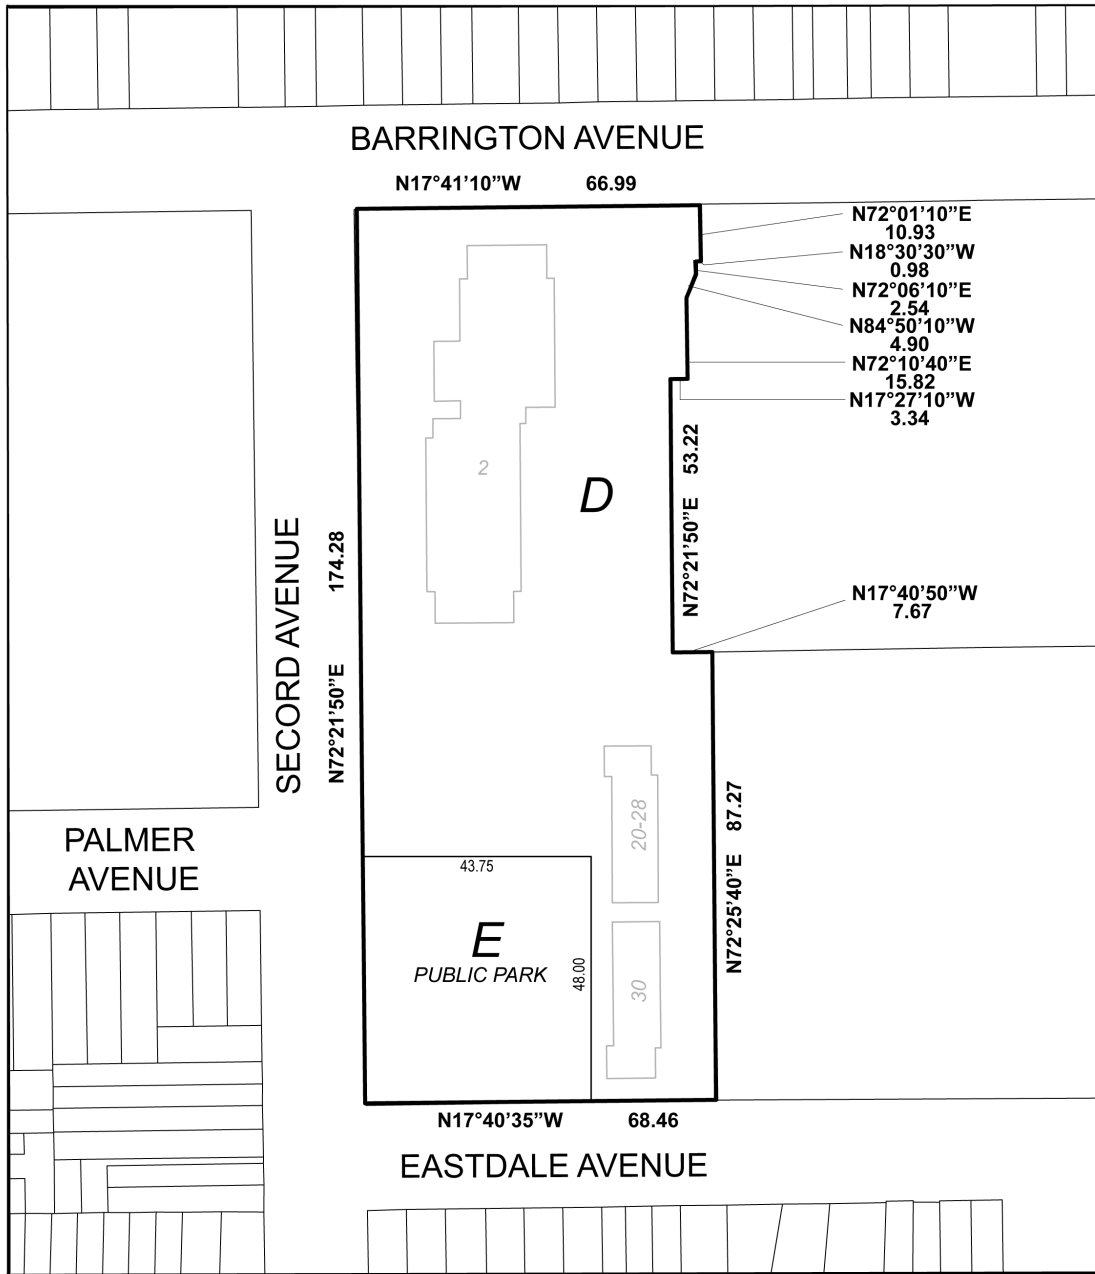 BARRINGTON AVENUE
N17°41'10”W 66.99
N72°01'10”E
10.93
N18°30'30”W
0.98
N72°06'10”E
2.54
N84°50'10”W
4.90
N72°10'40”E
15.82
N17°27'10”W
3.34
2
D
N72°21'50”E 53.22
SECORD AVENUE
N72°21'50”E 174.28
N17°40'50”W
7.67
PALMER
AVENUE
20-28
N72°25'40”E 87.27
43.75
E
PUBLIC PARK
48.00
30
N17°40'35”W 68.46
EASTDALE AVENUE